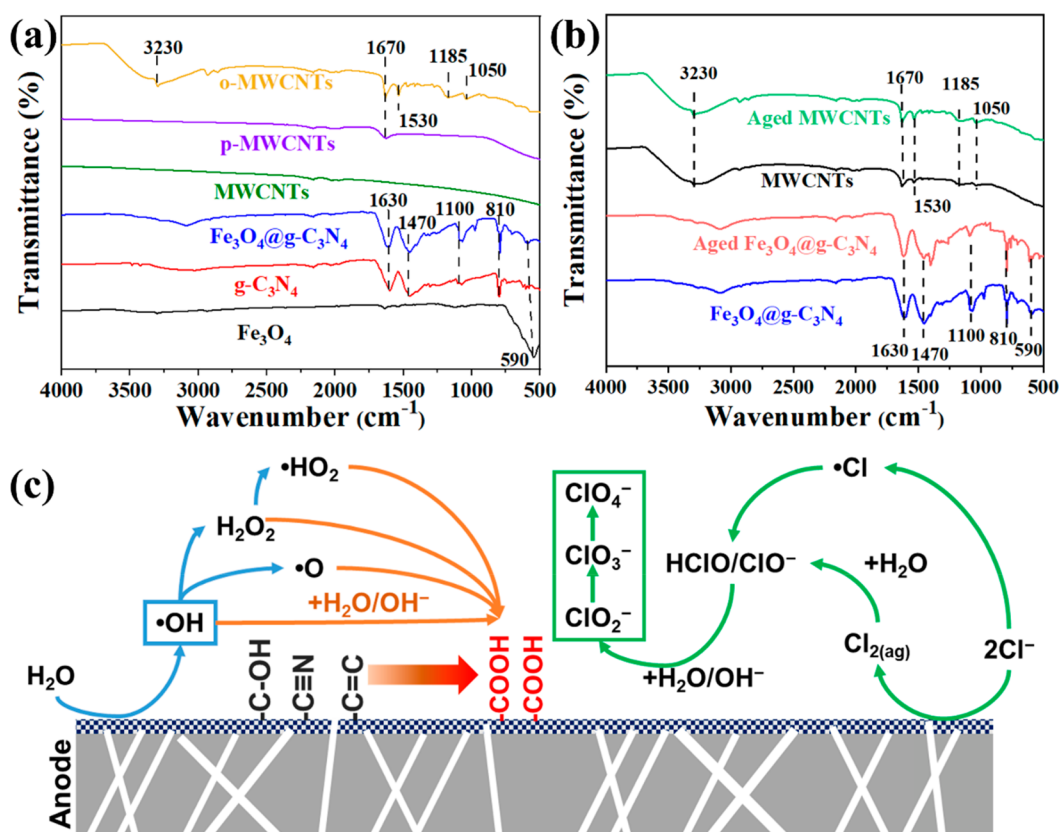 (a)
Transmittance (%)
3230
1670
1185
1050
o-MWCNTs
1530
p-MWCNTs
MWCNTs
1630
1470
1100
810
Fe₃O₄@g-C₃N₄
g-C₃N₄
Fe₃O₄
590
4000 3500 3000 2500 2000 1500 1000 500
Wavenumber (cm⁻¹)
(b)
Transmittance (%)
3230
1670
1185
1050
Aged MWCNTs
MWCNTs
1530
Aged Fe₃O₄@g-C₃N₄
Fe₃O₄@g-C₃N₄
1630
1470
1100
810
590
4000 3500 3000 2500 2000 1500 1000 500
Wavenumber (cm⁻¹)
(c)
•HO₂
H₂O₂
•O
+H₂O/OH⁻
•OH
H₂O
-C-OH
-C≡N
-C=C
-COOH
-COOH
ClO₄⁻
ClO₃⁻
ClO₂⁻
•Cl
HClO/ClO⁻
+H₂O
Cl₂₍ag₎
2Cl⁻
+H₂O/OH⁻
Anode